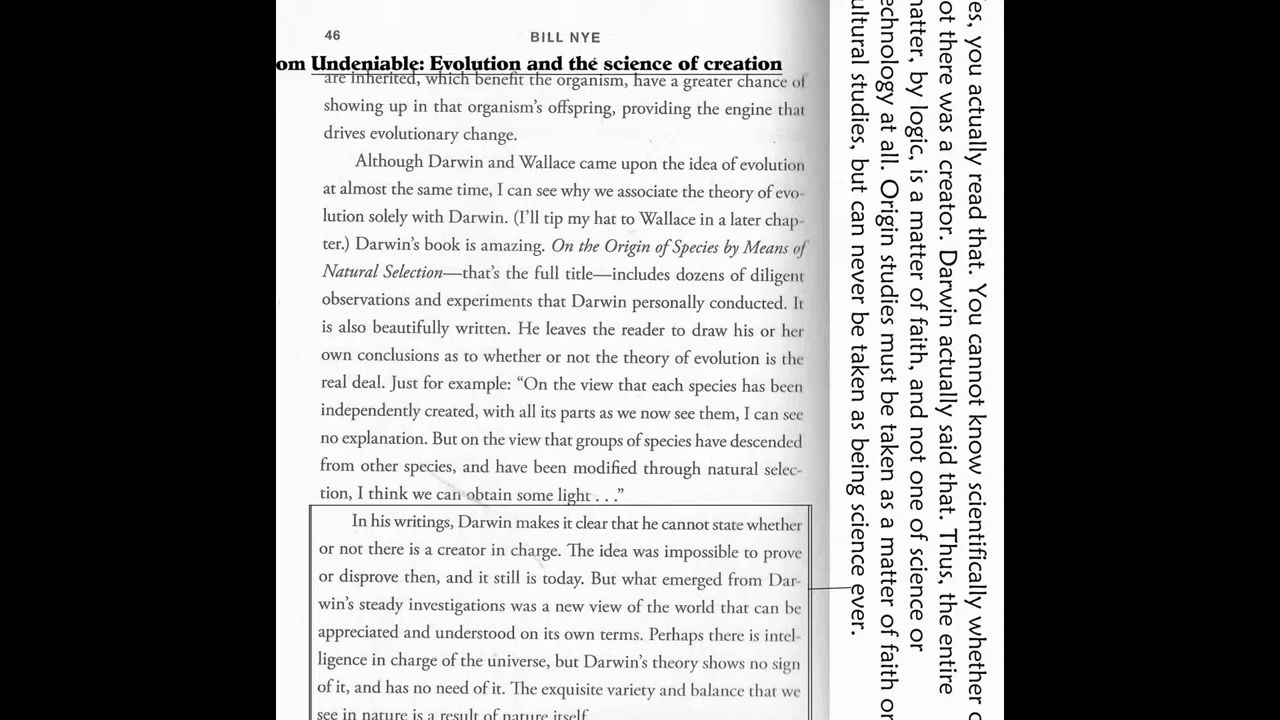 46
BILL NYE
om Undeniable: Evolution and the science of creation
are inherited, which benefit the organism, have a greater chance of
showing up in that organism's offspring, providing the engine that
drives evolutionary change.
Although Darwin and Wallace came upon the idea of evolution
at almost the same time, I can see why we associate the theory of evo-
lution solely with Darwin. (I'll tip my hat to Wallace in a later chap-
ter.) Darwin's book is amazing. On the Origin of Species by Means of
Natural Selection—that's the full title—includes dozens of diligent
observations and experiments that Darwin personally conducted. It
is also beautifully written. He leaves the reader to draw his or her
own conclusions as to whether or not the theory of evolution is the
real deal. Just for example: “On the view that each species has been
independently created, with all its parts as we now see them, I can see
no explanation. But on the view that groups of species have descended
from other species, and have been modified through natural selec-
tion, I think we can obtain some light . . .”
In his writings, Darwin makes it clear that he cannot state whether
or not there is a creator in charge. The idea was impossible to prove
or disprove then, and it still is today. But what emerged from Dar-
win's steady investigations was a new view of the world that can be
appreciated and understood on its own terms. Perhaps there is intel-
ligence in charge of the universe, but Darwin's theory shows no sign
of it, and has no need of it. The exquisite variety and balance that we
see in nature is a result of nature itself.
es, you actually read that. You cannot know scientifically whether o
ot there was a creator. Darwin actually said that. Thus, the entire
matter, by logic, is a matter of faith, and not one of science or
echnology at all. Origin studies must be taken as a matter of faith or
ultural studies, but can never be taken as being science ever.